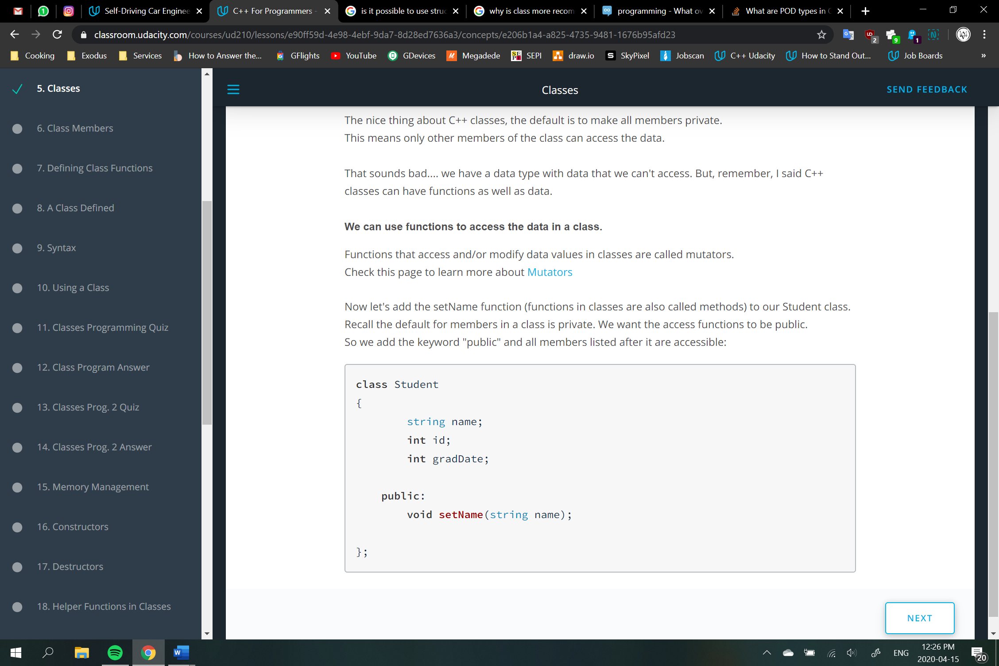 Self-Driving Car Enginee
C++ For Programmers -
is it possible to use struc
why is class more recom
programming - What ov
What are POD types in C
classroom.udacity.com/courses/ud210/lessons/e90ff59d-4e98-4ebf-9da7-8d28ed7636a3/concepts/e206b1a4-a825-4735-9481-1676b95afd23
2
9
1
Cooking
Exodus
Services
How to Answer the...
GFlights
YouTube
GDevices
Megadede
SEPI
draw.io
SkyPixel
Jobscan
C++ Udacity
How to Stand Out...
Job Boards
»
5. Classes
6. Class Members
7. Defining Class Functions
8. A Class Defined
9. Syntax
10. Using a Class
11. Classes Programming Quiz
12. Class Program Answer
13. Classes Prog. 2 Quiz
14. Classes Prog. 2 Answer
15. Memory Management
16. Constructors
17. Destructors
18. Helper Functions in Classes
Classes
SEND FEEDBACK
The nice thing about C++ classes, the default is to make all members private.
This means only other members of the class can access the data.
That sounds bad.... we have a data type with data that we can't access. But, remember, I said C++
classes can have functions as well as data.
We can use functions to access the data in a class.
Functions that access and/or modify data values in classes are called mutators.
Check this page to learn more about Mutators
Now let's add the setName function (functions in classes are also called methods) to our Student class.
Recall the default for members in a class is private. We want the access functions to be public.
So we add the keyword "public" and all members listed after it are accessible:
class Student
{
string name;
int id;
int gradDate;
public:
void setName(string name);
};
NEXT
ENG
12:26 PM
2020-04-15
20